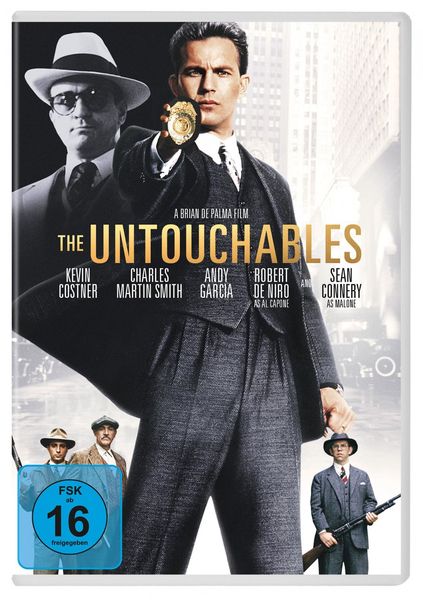 A BRIAN DE PALMA FILM
THE UNTOUCHABLES
KEVIN COSTNER
CHARLES MARTIN SMITH
ANDY GARCIA
ROBERT DE NIRO
AS AL CAPONE
AND
SEAN CONNERY
AS MALONE
FSK
ab
16
freigegeben